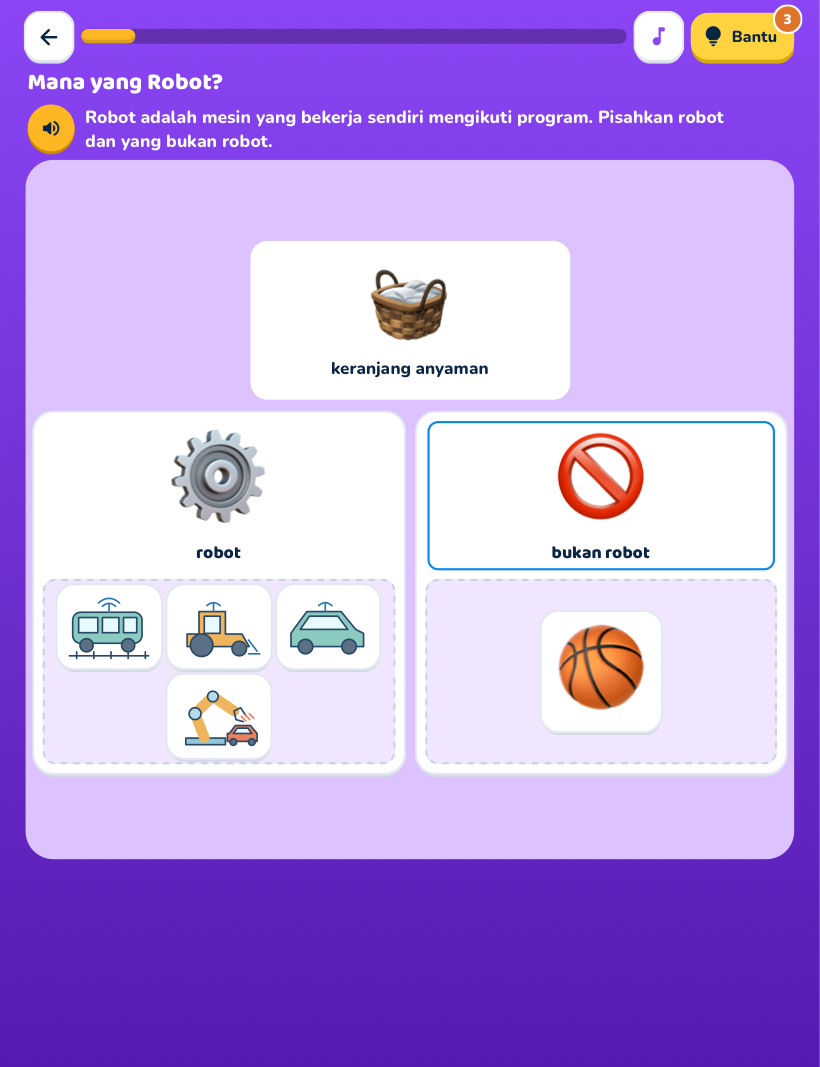 3
Bantu
Mana yang Robot?
Robot adalah mesin yang bekerja sendiri mengikuti program. Pisahkan robot
dan yang bukan robot.
keranjang anyaman
robot
bukan robot